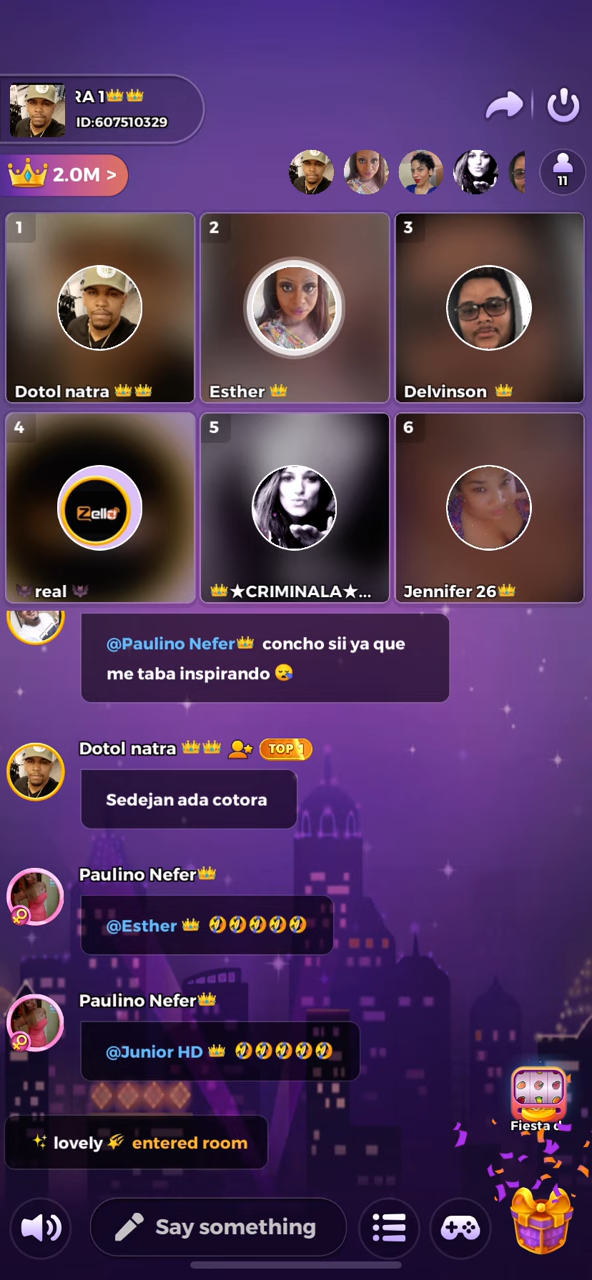 RA 1👑👑
ID:607510329
2.0M >
11
1
2
3
Dotol natra 👑👑
Esther 👑
Delvinson 👑
4
5
6
Zello
real
👑★CRIMINALA★...
Jennifer 26👑
@Paulino Nefer👑 concho sii ya que
me taba inspirando 😪
Dotol natra 👑👑 TOP 1
Sedejan ada cotora
Paulino Nefer👑
@Esther 👑 🤣🤣🤣🤣🤣
Paulino Nefer👑
@Junior HD 👑 🤣🤣🤣🤣🤣
✨ lovely entered room
Fiesta d
Say something